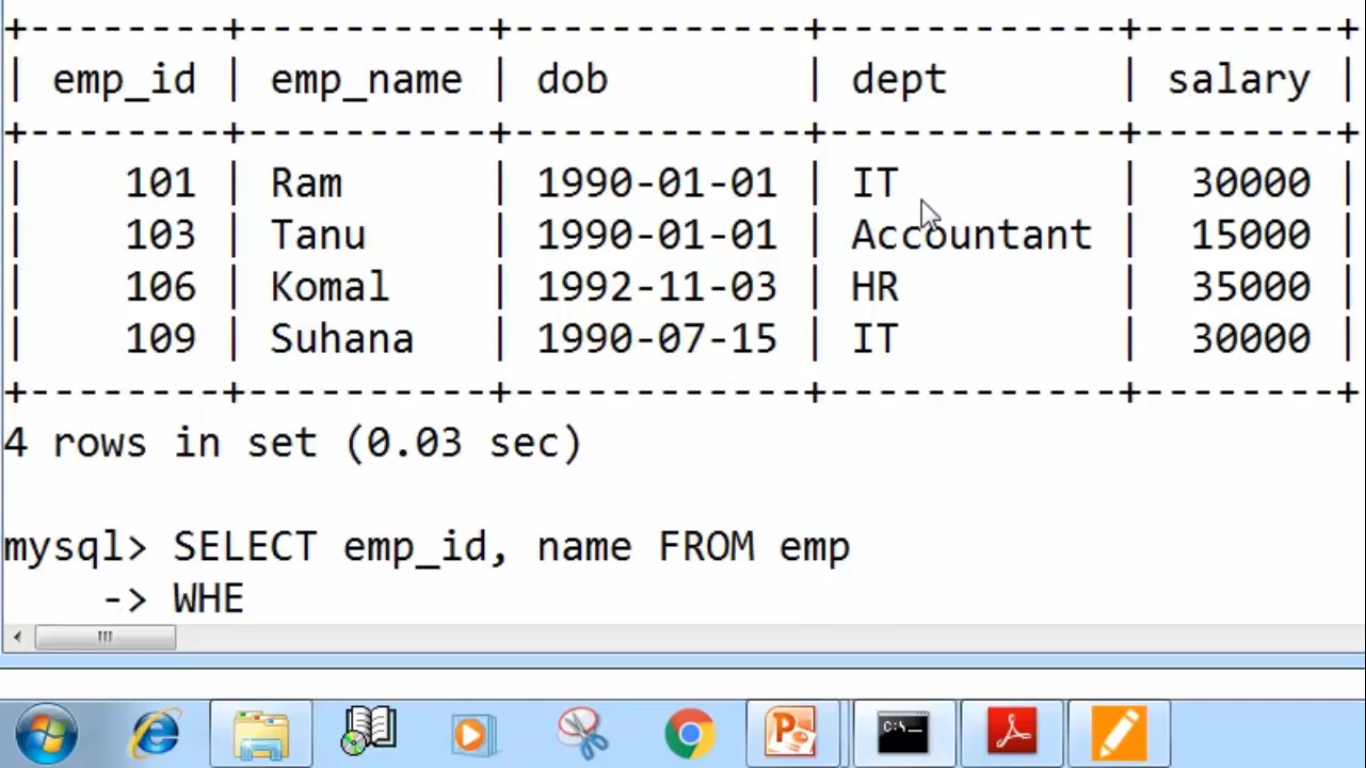 +--------+----------+------------+------------+--------+
| emp_id | emp_name | dob        | dept       | salary |
+--------+----------+------------+------------+--------+
|    101 | Ram      | 1990-01-01 | IT         |  30000 |
|    103 | Tanu     | 1990-01-01 | Accountant |  15000 |
|    106 | Komal    | 1992-11-03 | HR         |  35000 |
|    109 | Suhana   | 1990-07-15 | IT         |  30000 |
+--------+----------+------------+------------+--------+
4 rows in set (0.03 sec)
mysql> SELECT emp_id, name FROM emp
    -> WHE
C:\_